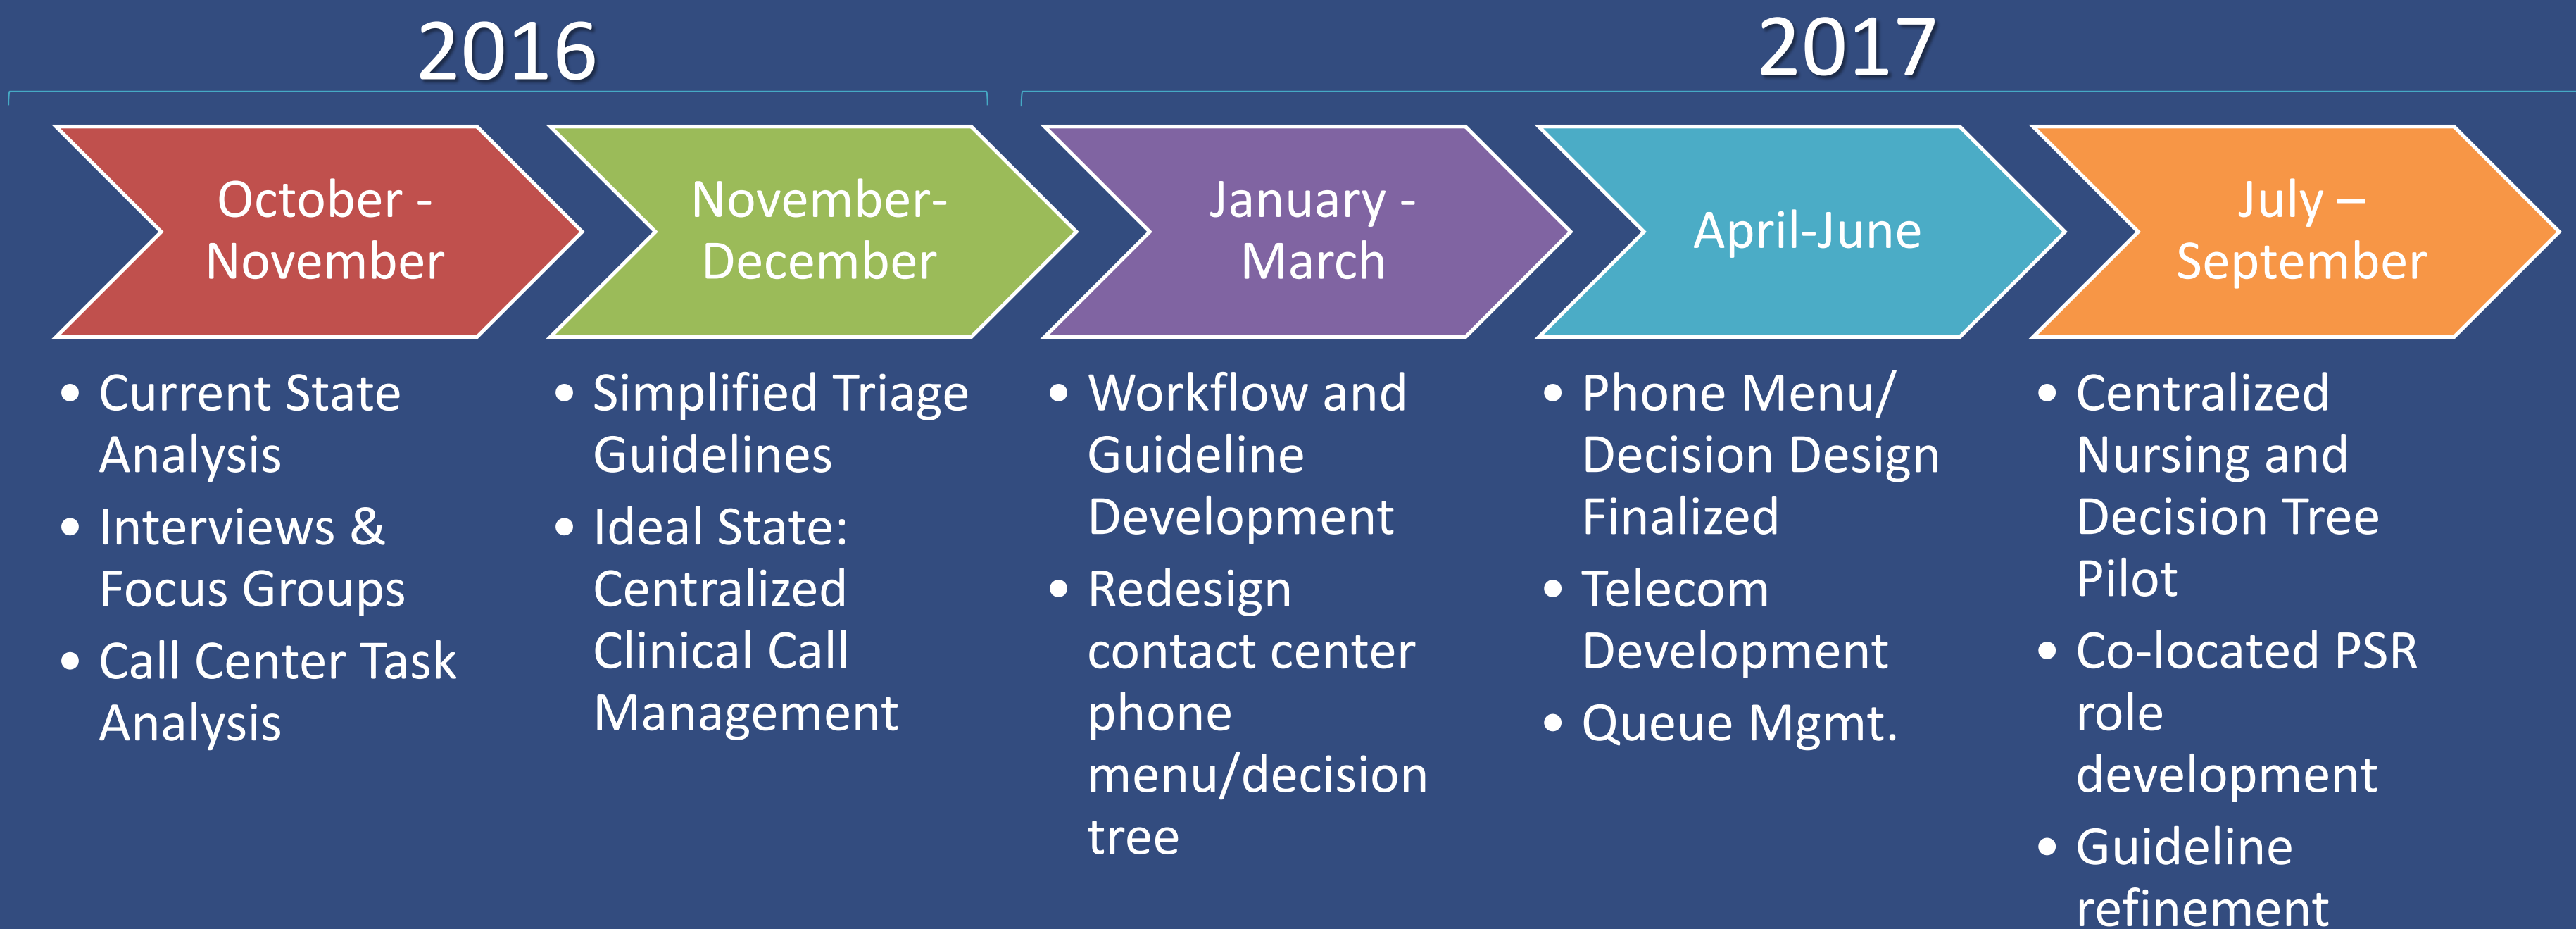 2016
2017
October -
November
November-
December
January -
March
April-June
July –
September
• Current State
Analysis
• Interviews &
Focus Groups
• Call Center Task
Analysis
• Simplified Triage
Guidelines
• Ideal State:
Centralized
Clinical Call
Management
• Workflow and
Guideline
Development
• Redesign
contact center
phone
menu/decision
tree
• Phone Menu/
Decision Design
Finalized
• Telecom
Development
• Queue Mgmt.
• Centralized
Nursing and
Decision Tree
Pilot
• Co-located PSR
role
development
• Guideline
refinement